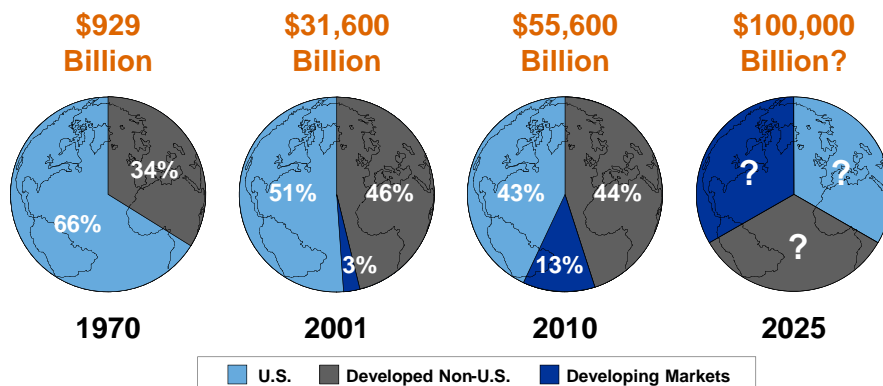 $929
Billion
$31,600
Billion
$55,600
Billion
$100,000
Billion?
34%
66%
51%
46%
3%
43%
44%
13%
?
?
?
1970
2001
2010
2025
U.S.
Developed Non-U.S.
Developing Markets